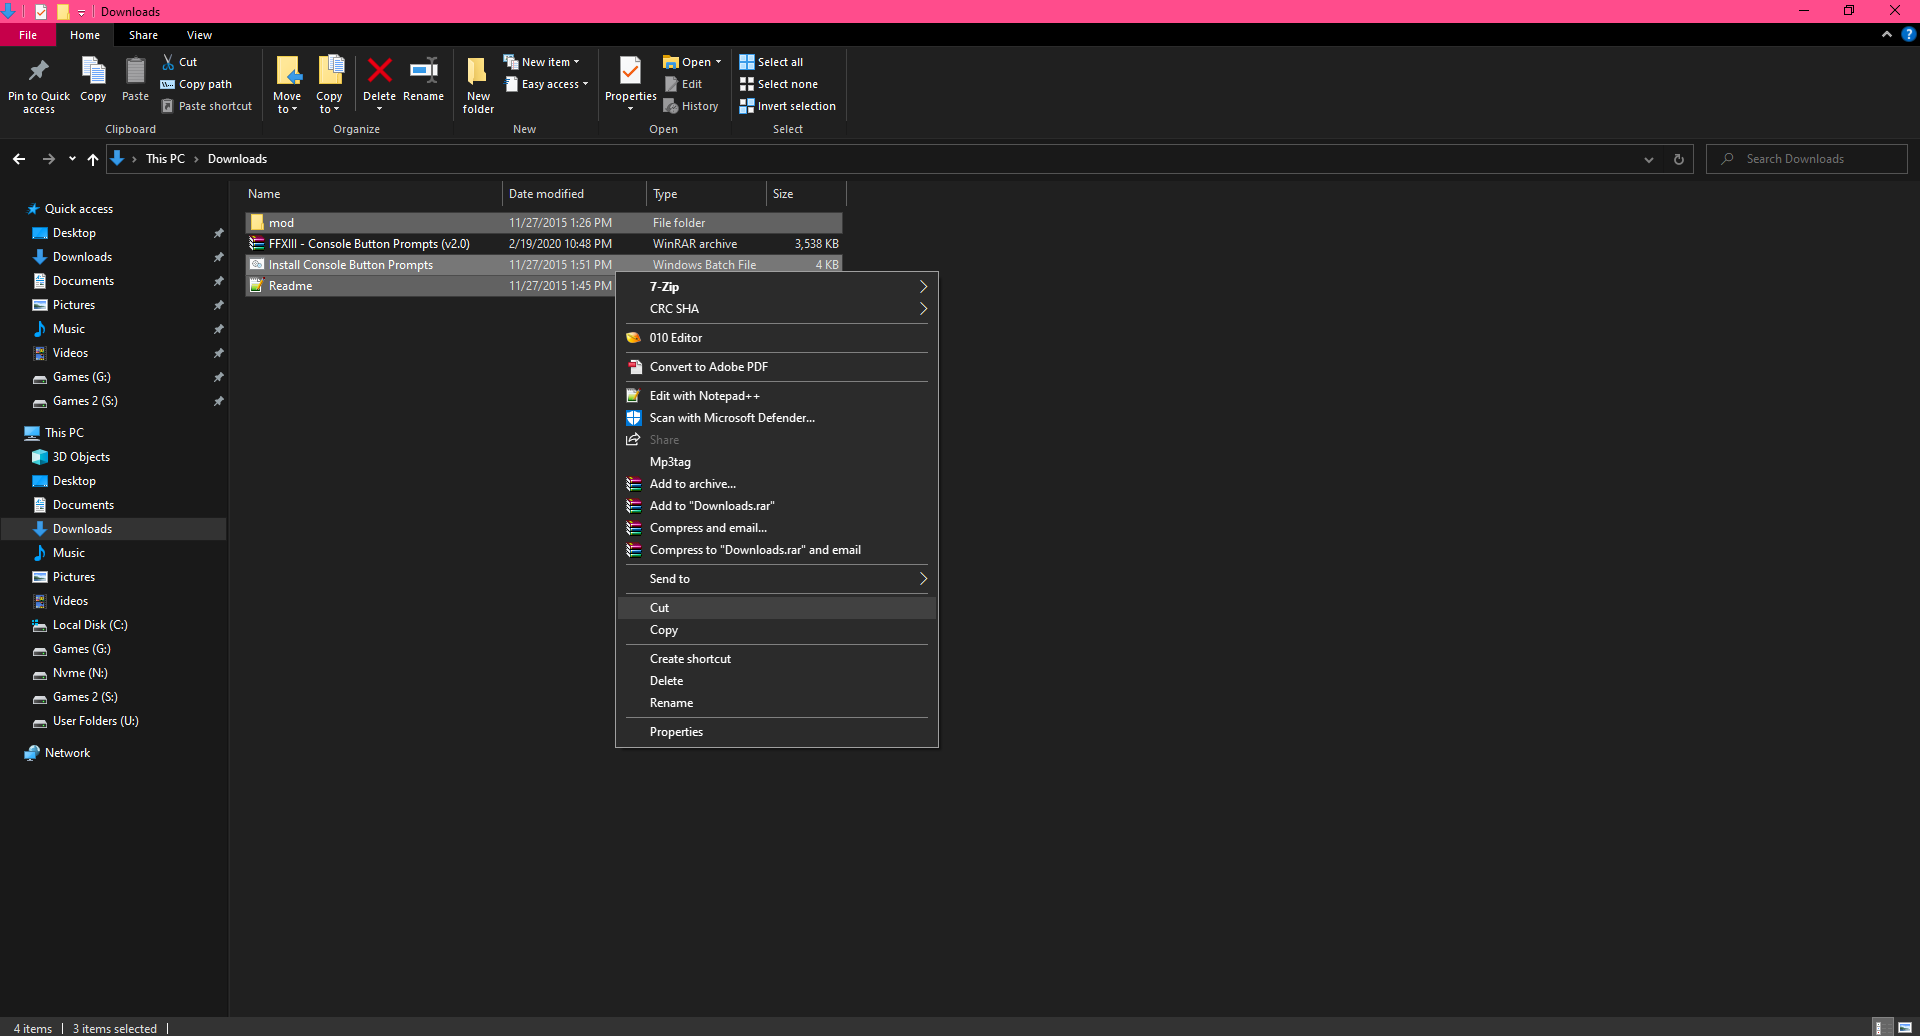 Downloads
File
Home
Share
View
?
Pin to Quick access
Copy
Paste
Cut
Copy path
Paste shortcut
Clipboard
Move to
Copy to
Delete
Rename
Organize
New folder
New item
Easy access
New
Properties
Open
Edit
History
Open
Select all
Select none
Invert selection
Select
This PC
Downloads
Search Downloads
Quick access
Desktop
Downloads
Documents
Pictures
Music
Videos
Games (G:)
Games 2 (S:)
This PC
3D Objects
Desktop
Documents
Downloads
Music
Pictures
Videos
Local Disk (C:)
Games (G:)
Nvme (N:)
Games 2 (S:)
User Folders (U:)
Network
Name Date modified Type Size
mod 11/27/2015 1:26 PM File folder
FFXIII - Console Button Prompts (v2.0) 2/19/2020 10:48 PM WinRAR archive 3,538 KB
Install Console Button Prompts 11/27/2015 1:51 PM Windows Batch File 4 KB
Readme 11/27/2015 1:45 PM
7-Zip
CRC SHA
010 Editor
Convert to Adobe PDF
Edit with Notepad++
Scan with Microsoft Defender...
Share
Mp3tag
Add to archive...
Add to "Downloads.rar"
Compress and email...
Compress to "Downloads.rar" and email
Send to
Cut
Copy
Create shortcut
Delete
Rename
Properties
4 items 3 items selected